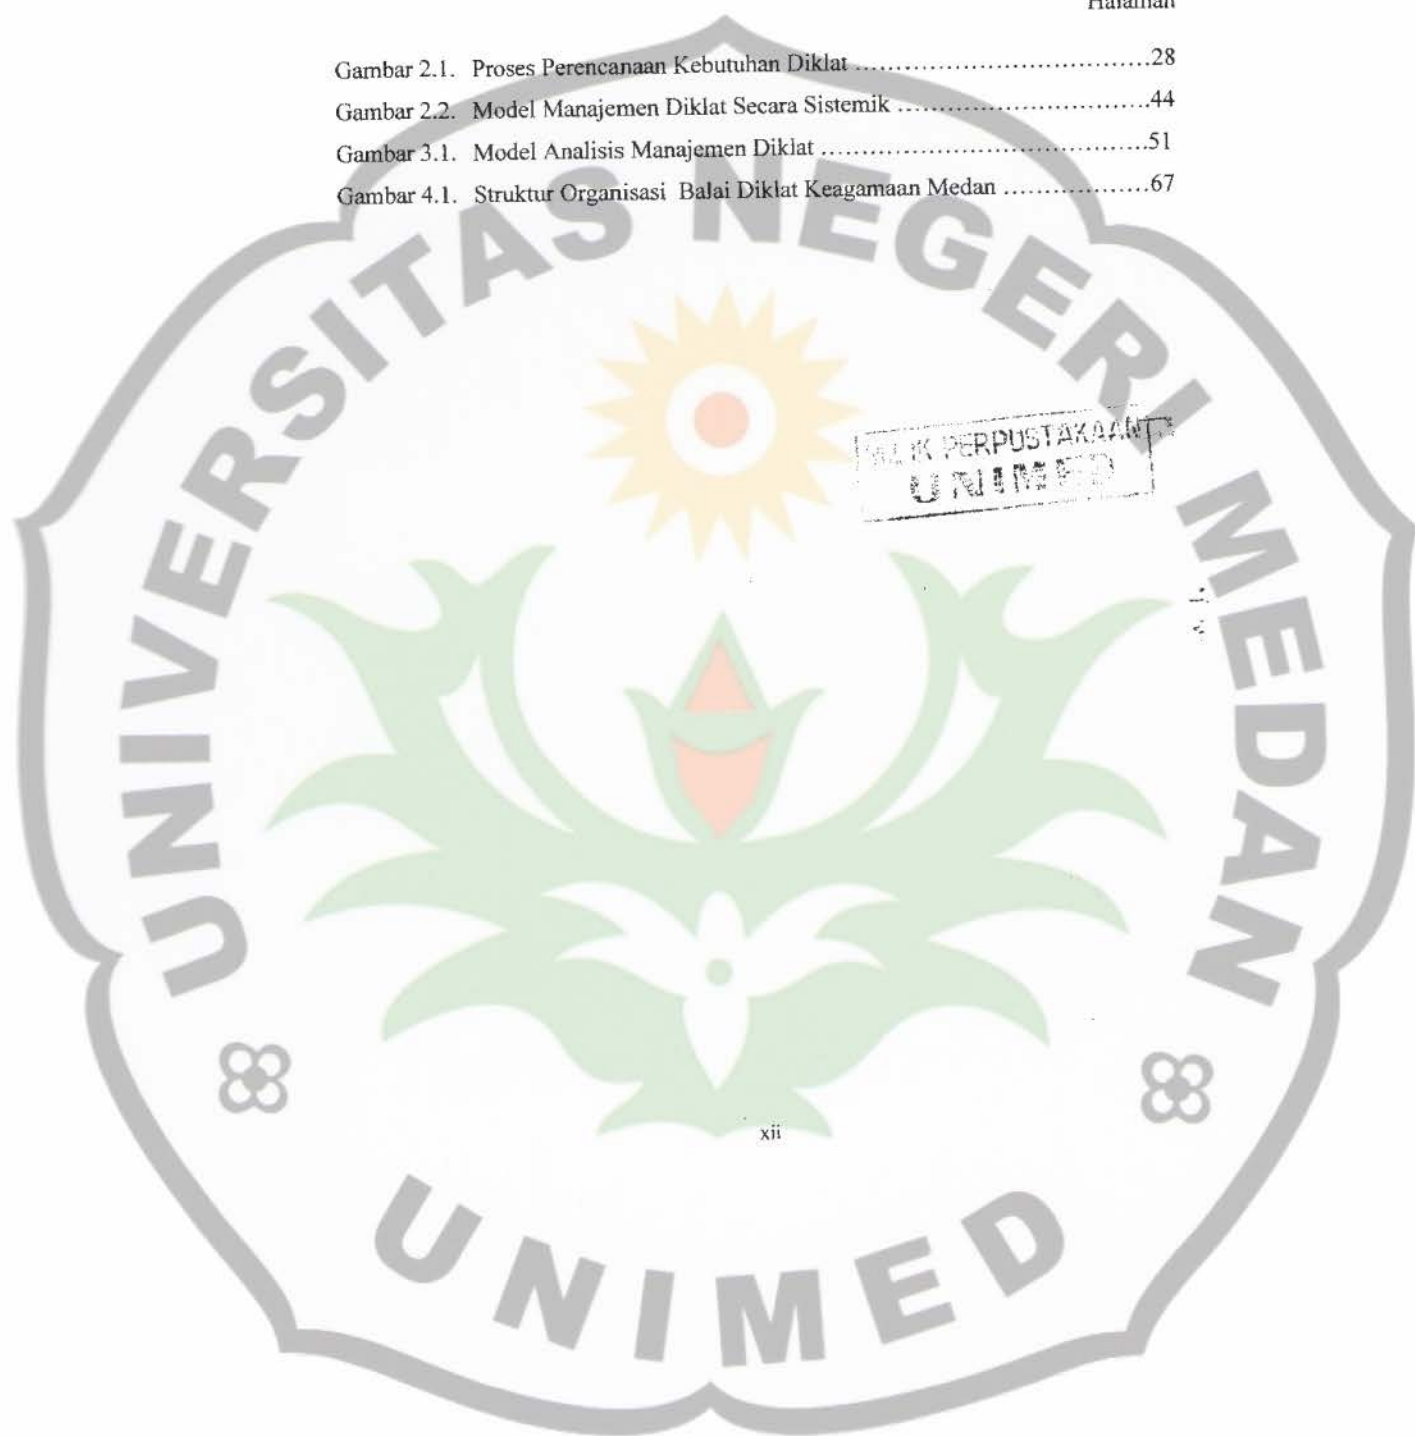 Halaman
Gambar 2.1. Proses Perencanaan Kebutuhan Diklat ....................................28
Gambar 2.2. Model Manajemen Diklat Secara Sistemik ...............................44
Gambar 3.1. Model Analisis Manajemen Diklat ........................................51
Gambar 4.1. Struktur Organisasi Balai Diklat Keagamaan Medan ..................67
UNIVERSITAS NEGERI MEDAN
MILIK PERPUSTAKAAN
UNIMED
xii
UNIMED